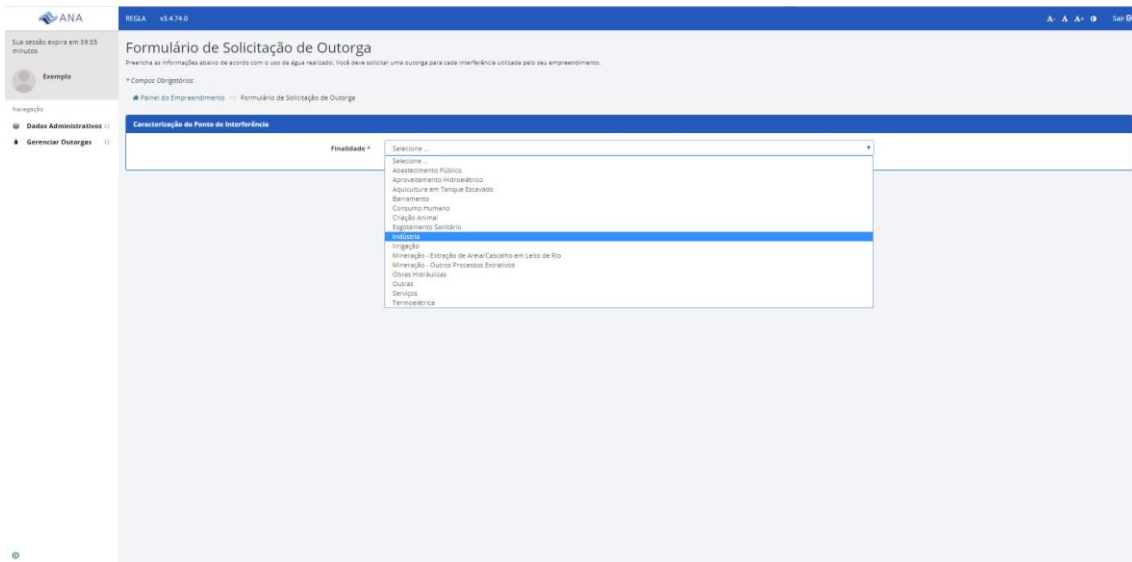 ANA
REGLA v3.4.74.0
A- A A+ Sair
Sua sessão expira em 59:55
minutos
Exemplo
Navegação
Dados Administrativos
Gerenciar Outorgas
Formulário de Solicitação de Outorga
Preencha as informações abaixo de acordo com o uso da água realizado. Você deve solicitar uma outorga para cada interferência utilizada pelo seu empreendimento.
* Campos Obrigatórios
Painel do Empreendimento >> Formulário de Solicitação de Outorga
Caracterização do Ponto de Interferência
Finalidade * Selecione ...
Selecione ...
Abastecimento Público
Aproveitamento Hidroelétrico
Aquicultura em Tanque Escavado
Barramento
Consumo Humano
Criação Animal
Esgotamento Sanitário
Indústria
Irrigação
Mineração - Extração de Areia/Cascalho em Leito de Rio
Mineração - Outros Processos Extrativos
Obras Hidráulicas
Outras
Serviços
Termoelétrica